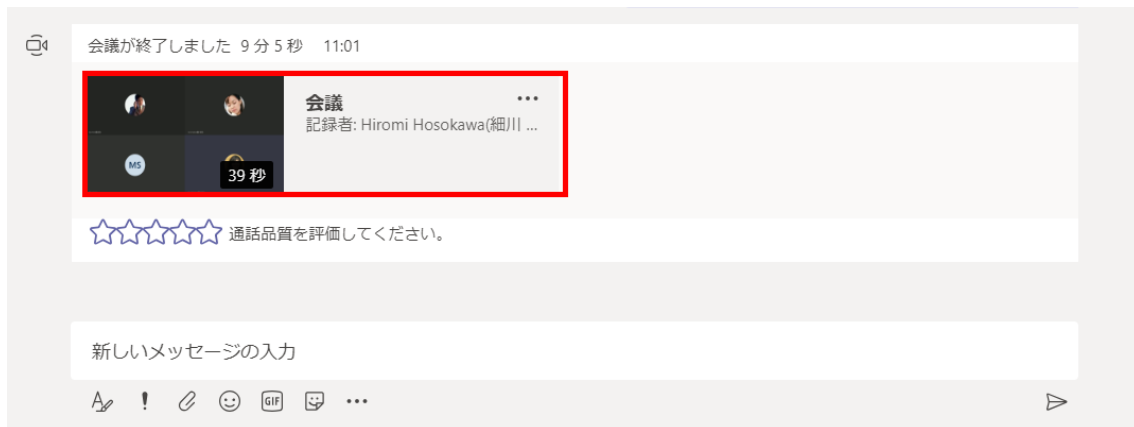 会議が終了しました 9 分 5 秒 11:01
会議
記録者: Hiromi Hosokawa(細川 ...
MS
39 秒
通話品質を評価してください。
新しいメッセージの入力
GIF